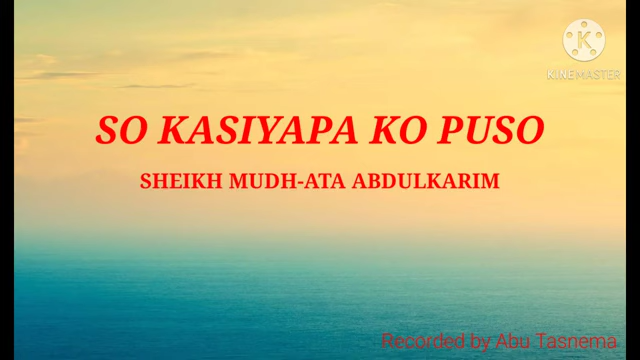 KINEMASTER
SO KASIYAPA KO PUSO
SHEIKH MUDH-ATA ABDULKARIM
Recorded by Abu Tasnema